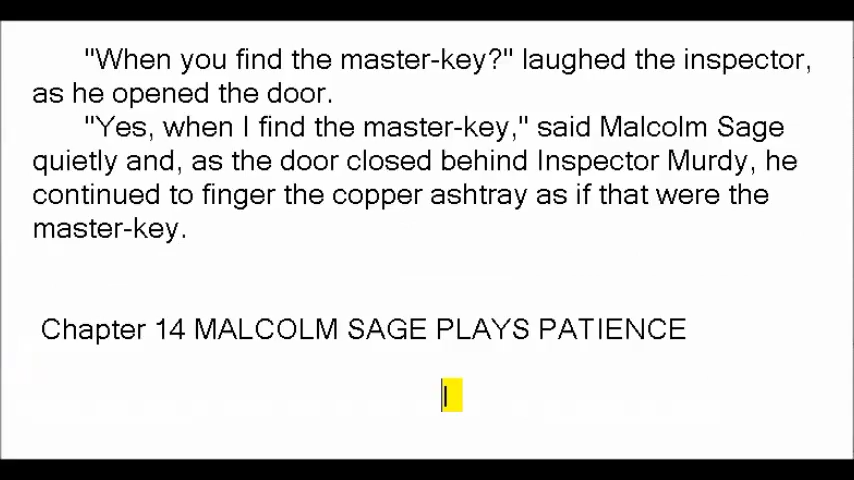 "When you find the master-key?" laughed the inspector,
as he opened the door.
"Yes, when I find the master-key," said Malcolm Sage
quietly and, as the door closed behind Inspector Murdy, he
continued to finger the copper ashtray as if that were the
master-key.
Chapter 14 MALCOLM SAGE PLAYS PATIENCE
I